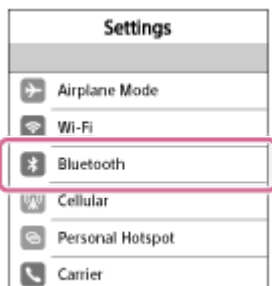 Settings
Airplane Mode
Wi-Fi
Bluetooth
Cellular
Personal Hotspot
Carrier